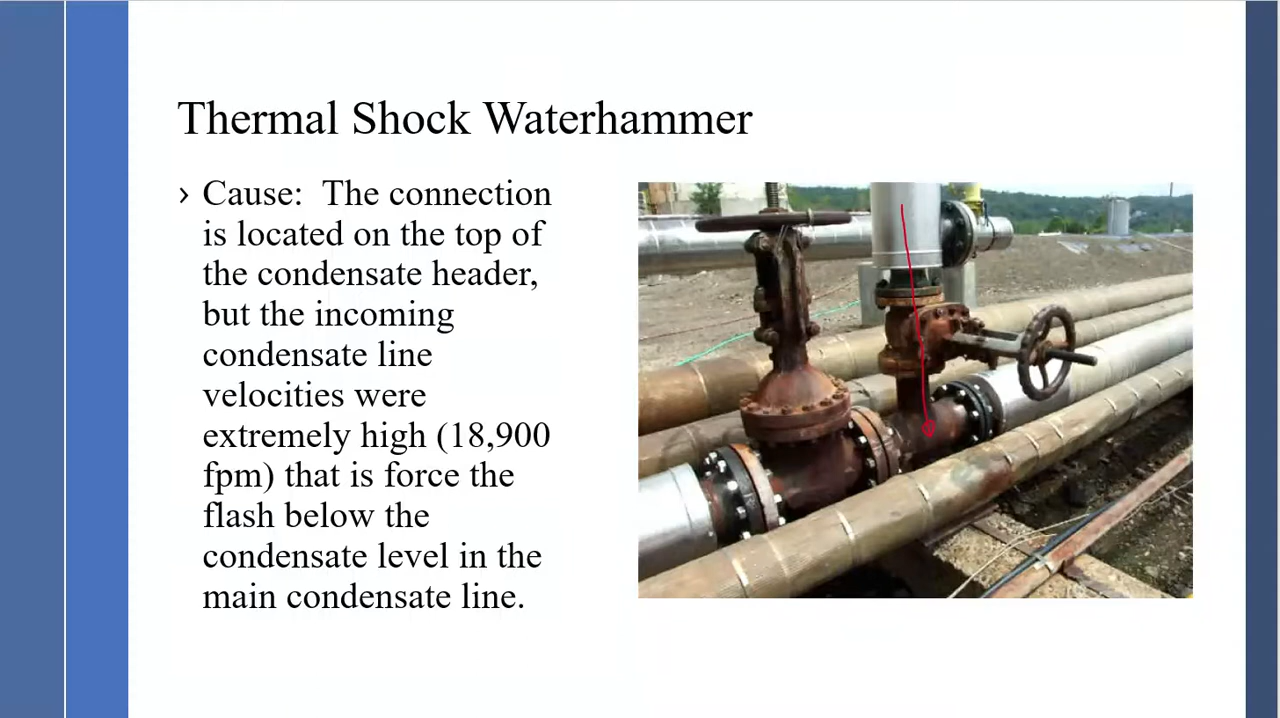 Thermal Shock Waterhammer
› Cause:  The connection
is located on the top of
the condensate header,
but the incoming
condensate line
velocities were
extremely high (18,900
fpm) that is force the
flash below the
condensate level in the
main condensate line.